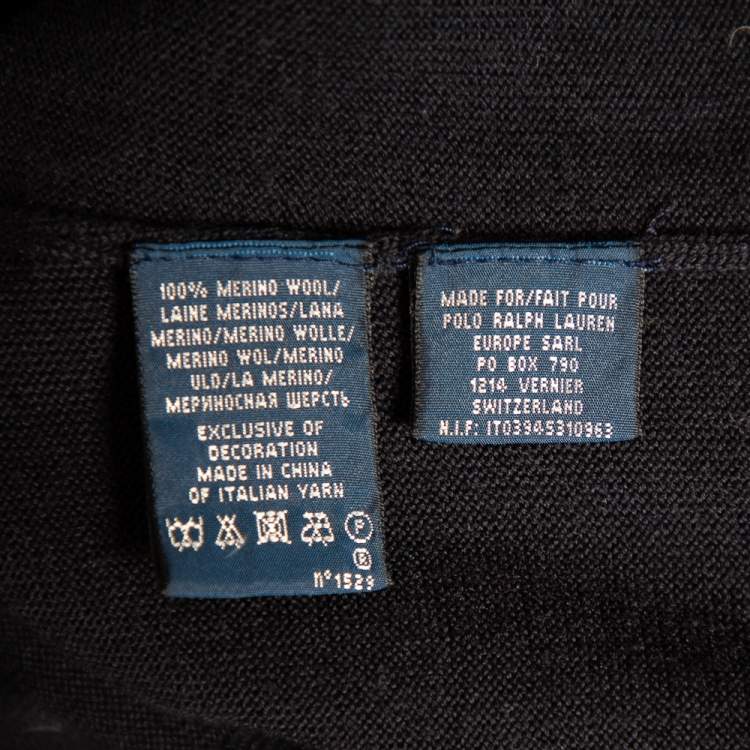 100% MERINO WOOL/
LAINE MERINOS/LANA
MERINO/MERINO WOLLE/
MERINO WOL/MERINO
ULD/LA MERINO/
МЕРИНОСНАЯ ШЕРСТЬ
EXCLUSIVE OF
DECORATION
MADE IN CHINA
OF ITALIAN YARN
P
R
n° 1529
MADE FOR/FAIT POUR
POLO RALPH LAUREN
EUROPE SARL
PO BOX 790
1214 VERNIER
SWITZERLAND
N.I.F: IT03945310963